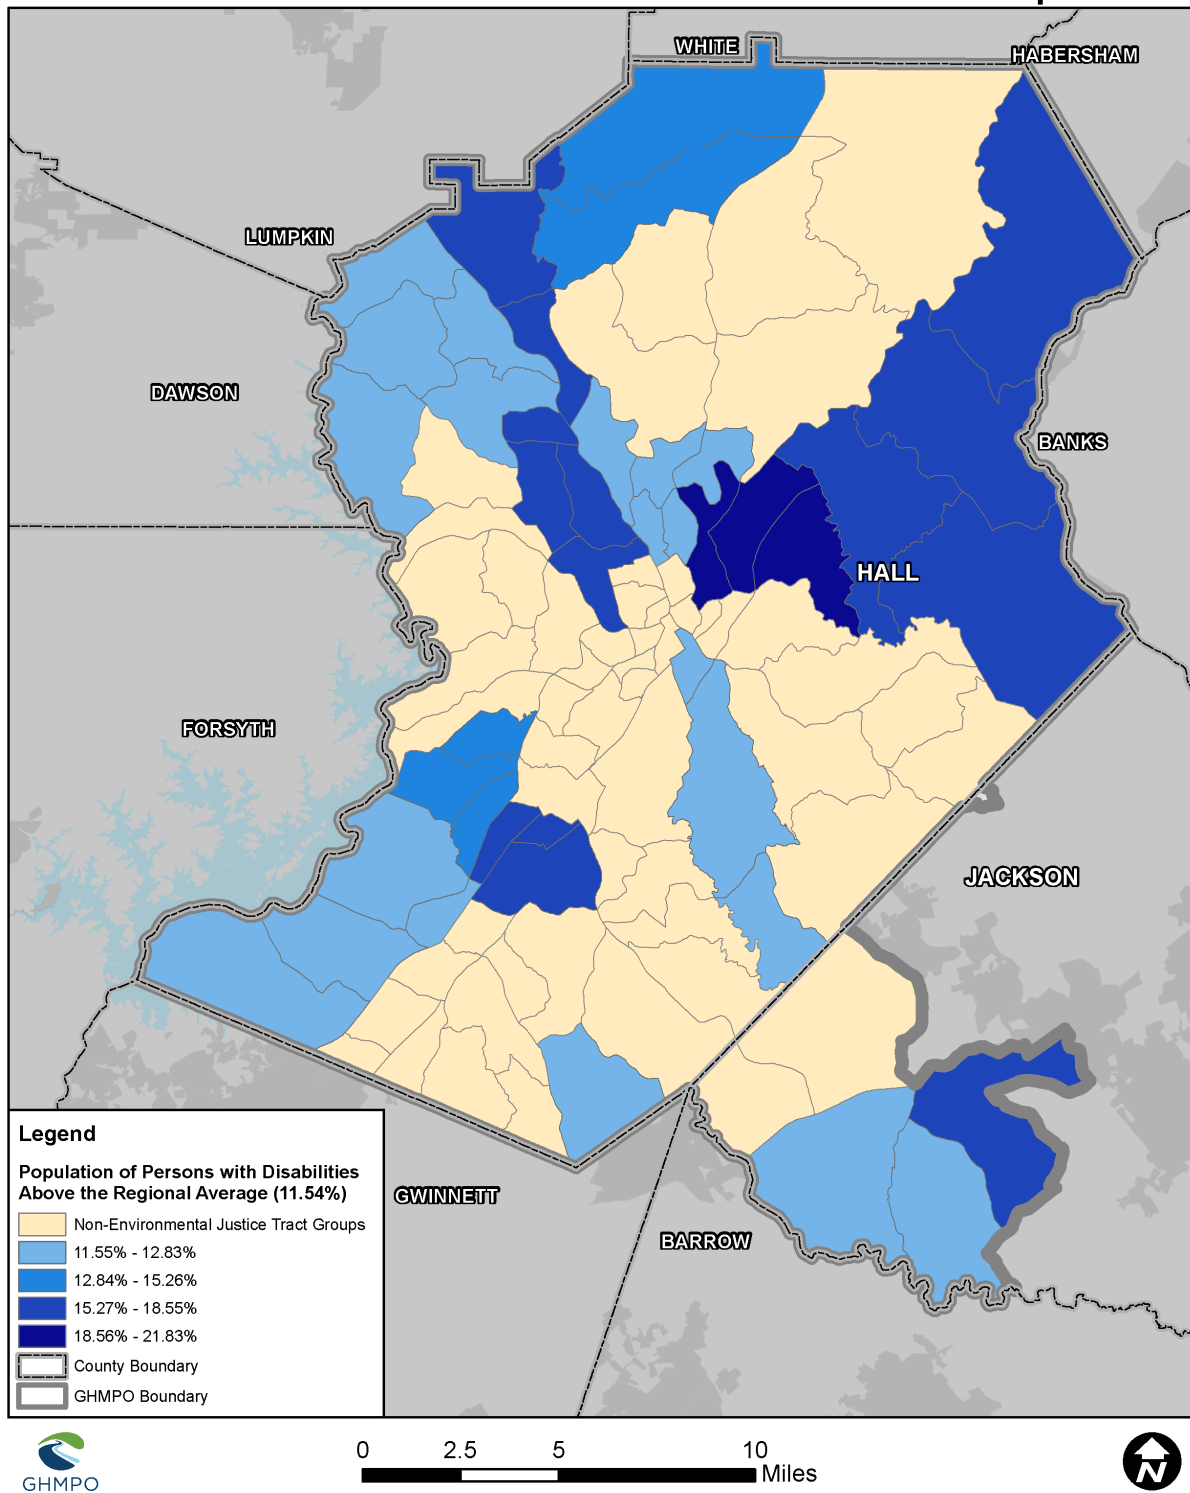 WHITE
HABERSHAM
LUMPKIN
DAWSON
BANKS
HALL
FORSYTH
JACKSON
GWINNETT
BARROW
Legend
Population of Persons with Disabilities
Above the Regional Average (11.54%)
Non-Environmental Justice Tract Groups
11.55% - 12.83%
12.84% - 15.26%
15.27% - 18.55%
18.56% - 21.83%
County Boundary
GHMPO Boundary
GHMPO
0 2.5 5 10
Miles
N